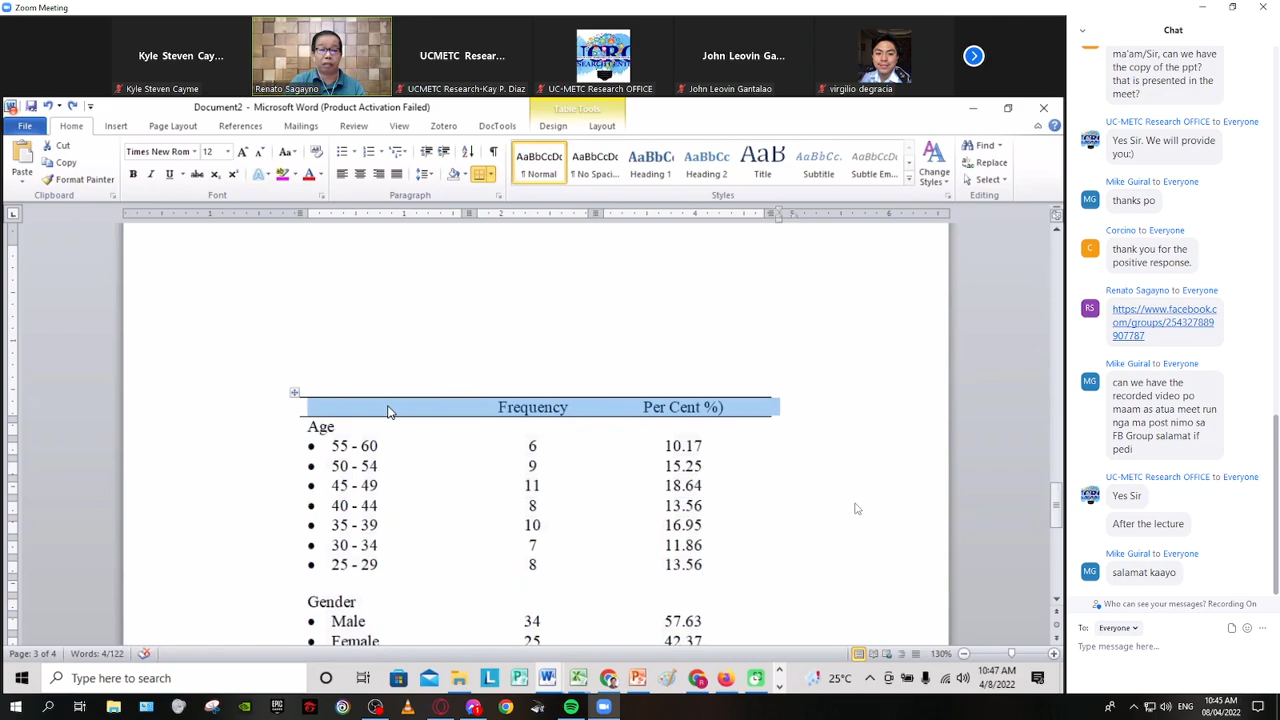 Zoom Meeting
Kyle Steven Cay...
UCMETC Resear...
John Leovin Ga...
Kyle Steven Cayme
Renato Sagayno
UCMETC Research-Kay P. Diaz
UCMETC Research OFFICE
John Leovin Gantalao
virgilio degracia
Document2 - Microsoft Word (Product Activation Failed)
Table Tools
File
Home
Insert
Page Layout
References
Mailings
Review
View
Zotero
DocTools
Design
Layout
Paste
Cut
Copy
Format Painter
Clipboard
Times New Rom
12
Font
Paragraph
AaBbCcDc
¶ Normal
AaBbCcDc
¶ No Spaci...
AaBbC
Heading 1
AaBbCc
Heading 2
AaB
Title
AaBbCc.
Subtitle
AaBbCcDc
Subtle Em...
Change
Styles
Styles
Find
Replace
Select
Editing
Frequency Per Cent %)
Age
• 55 - 60 6 10.17
• 50 - 54 9 15.25
• 45 - 49 11 18.64
• 40 - 44 8 13.56
• 35 - 39 10 16.95
• 30 - 34 7 11.86
• 25 - 29 8 13.56
Gender
• Male 34 57.63
• Female 25 42.37
Page: 3 of 4
Words: 4/122
130%
Type here to search
25°C
10:47 AM
4/8/2022
Chat
ma'am/Sir, can we have
the copy of the ppt?
that is presented in the
meet?
UC-METC Research OFFICE to Everyone
Yes Sir. We will provide
you:)
Mike Guiral to Everyone
MG
thanks po
Corcino to Everyone
C
thank you for the
positive response.
Renato Sagayno to Everyone
RS
https://www.facebook.c
om/groups/254327889
907787
Mike Guiral to Everyone
MG
can we have the
recorded video po
maam as atua meet run
nga ma post nimo sa
FB Group salamat if
pedi
UC-METC Research OFFICE to Everyone
Yes Sir
After the lecture
Mike Guiral to Everyone
MG
salamat kaayo
Who can see your messages? Recording On
To: Everyone
Type message here...
ENG
10:45 AM
08/04/2022